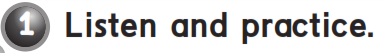 1 Listen and practice.